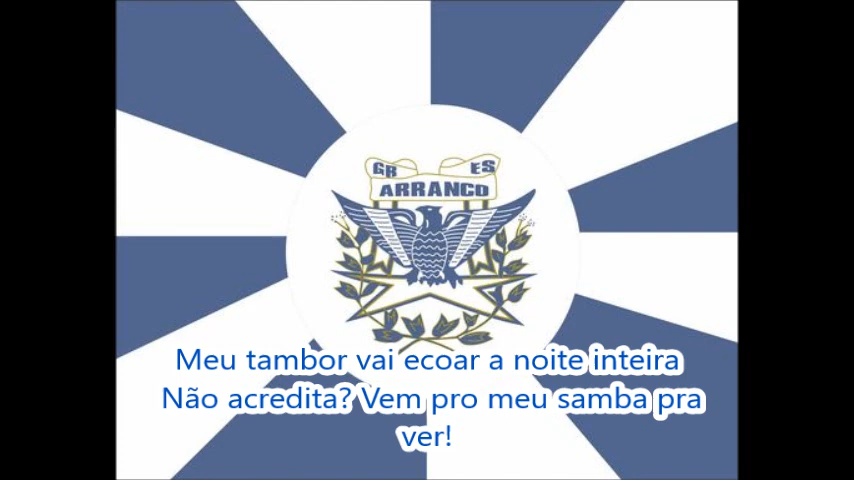 GR ES
ARRANCO
Meu tambor vai ecoar a noite inteira
Não acredita? Vem pro meu samba pra
ver!